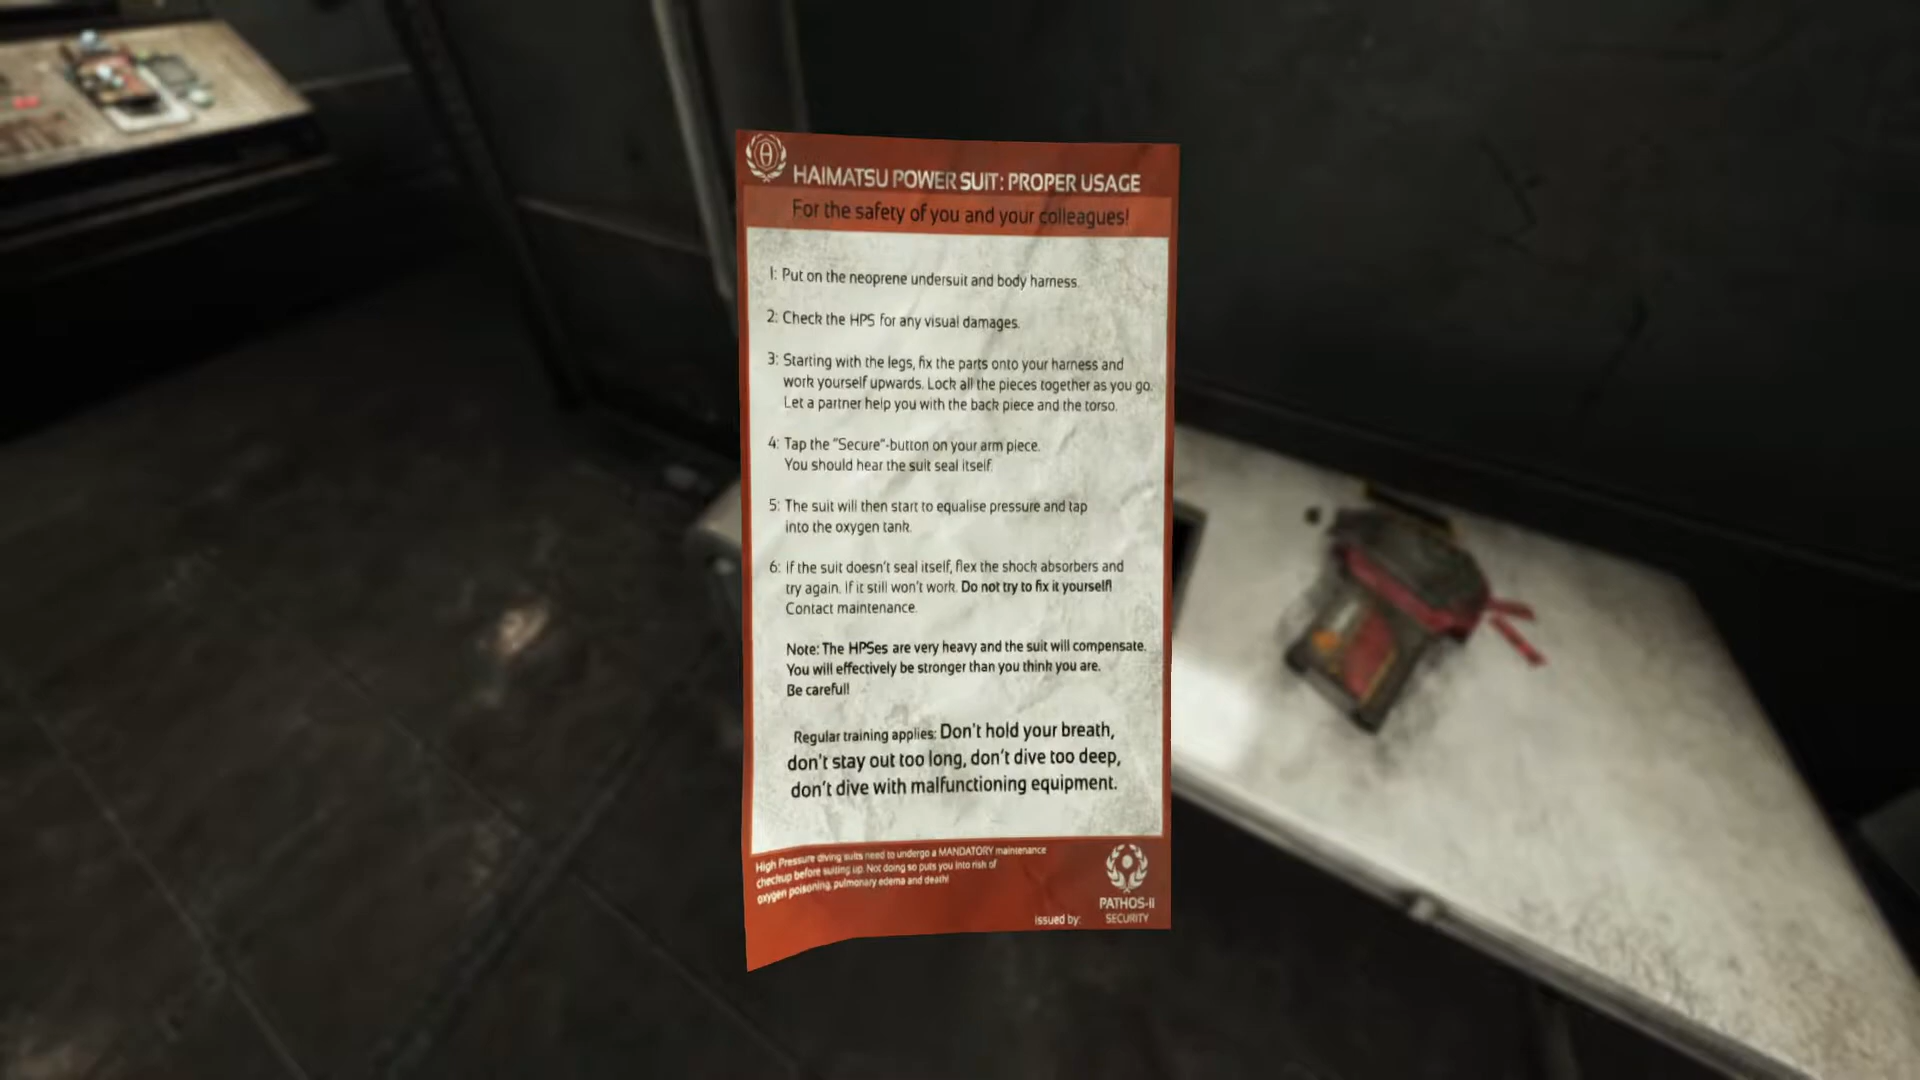 HAIMATSU POWER SUIT: PROPER USAGE
For the safety of you and your colleagues!
1: Put on the neoprene undersuit and body harness.
2: Check the HPS for any visual damages.
3: Starting with the legs, fix the parts onto your harness and
work yourself upwards. Lock all the pieces together as you go.
Let a partner help you with the back piece and the torso.
4: Tap the "Secure"-button on your arm piece.
You should hear the suit seal itself.
5: The suit will then start to equalise pressure and tap
into the oxygen tank.
6: If the suit doesn't seal itself, flex the shock absorbers and
try again. If it still won't work. Do not try to fix it yourself!
Contact maintenance.
Note: The HPSes are very heavy and the suit will compensate.
You will effectively be stronger than you think you are.
Be careful!
Regular training applies: Don't hold your breath,
don't stay out too long, don't dive too deep,
don't dive with malfunctioning equipment.
High Pressure diving suits need to undergo a MANDATORY maintenance
checkup before suiting up. Not doing so puts you into risk of
oxygen poisoning, pulmonary edema and death!
Issued by:
PATHOS-II
SECURITY